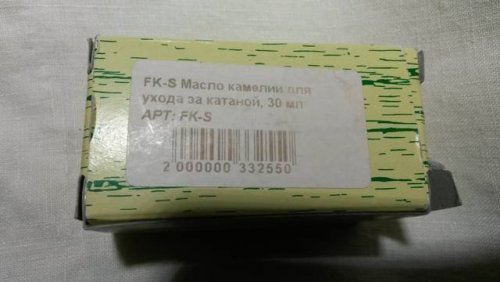 FK-S Масло камелии для
ухода за катаной, 30 мл
АРТ: FK-S
2 000000 332550